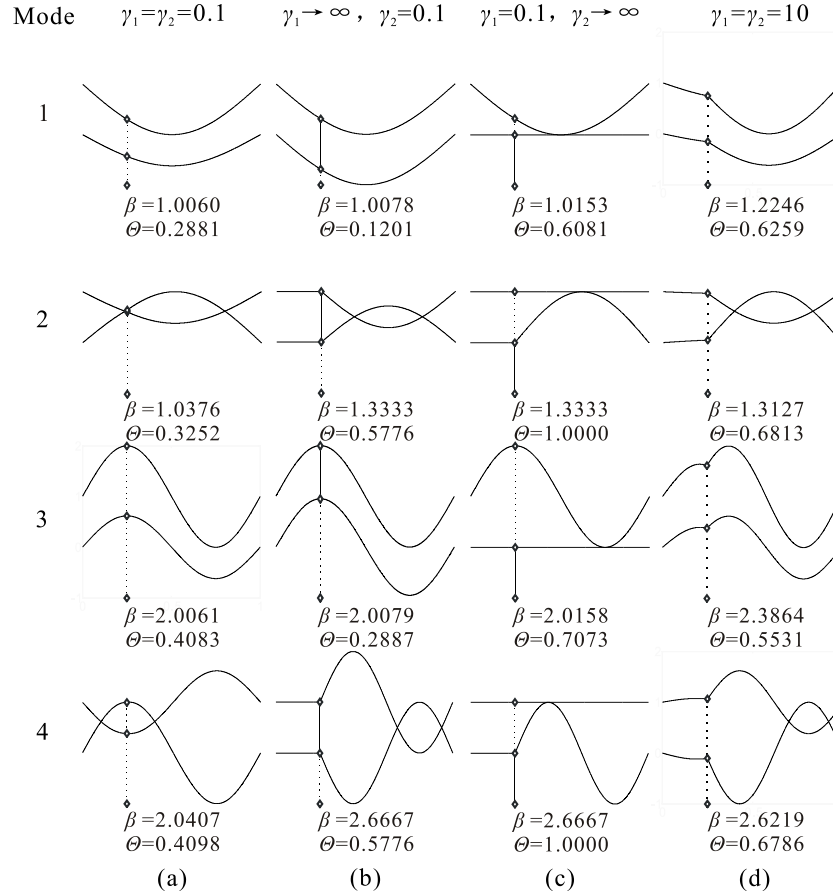 Mode γ₁=γ₂=0.1 γ₁→∞, γ₂=0.1 γ₁=0.1, γ₂→∞ γ₁=γ₂=10
1
β=1.0060 β=1.0078 β=1.0153 β=1.2246
Θ=0.2881 Θ=0.1201 Θ=0.6081 Θ=0.6259
2
β=1.0376 β=1.3333 β=1.3333 β=1.3127
Θ=0.3252 Θ=0.5776 Θ=1.0000 Θ=0.6813
3
β=2.0061 β=2.0079 β=2.0158 β=2.3864
Θ=0.4083 Θ=0.2887 Θ=0.7073 Θ=0.5531
4
β=2.0407 β=2.6667 β=2.6667 β=2.6219
Θ=0.4098 Θ=0.5776 Θ=1.0000 Θ=0.6786
(a) (b) (c) (d)